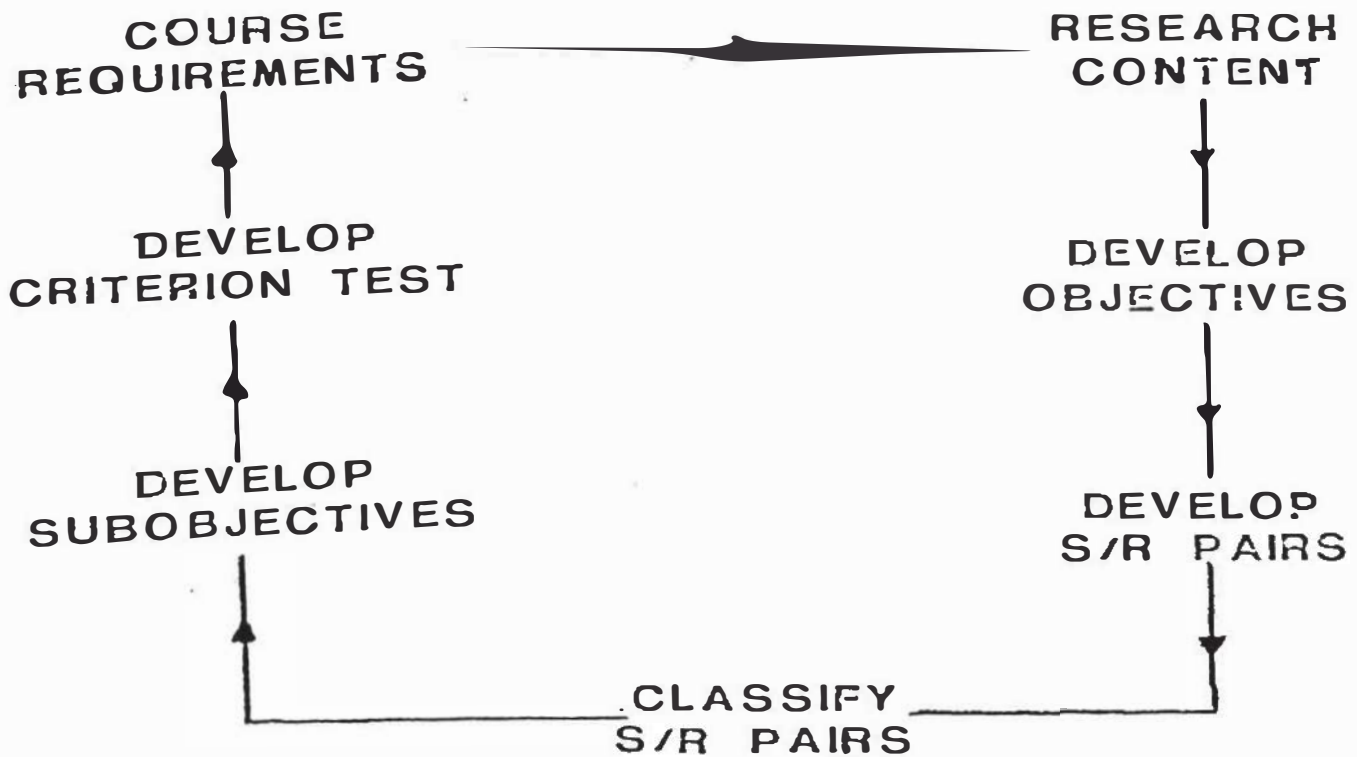 COURSE
REQUIREMENTS
RESEARCH
CONTENT
DEVELOP
OBJECTIVES
DEVELOP
S/R PAIRS
CLASSIFY
S/R PAIRS
DEVELOP
SUBOBJECTIVES
DEVELOP
CRITERION TEST